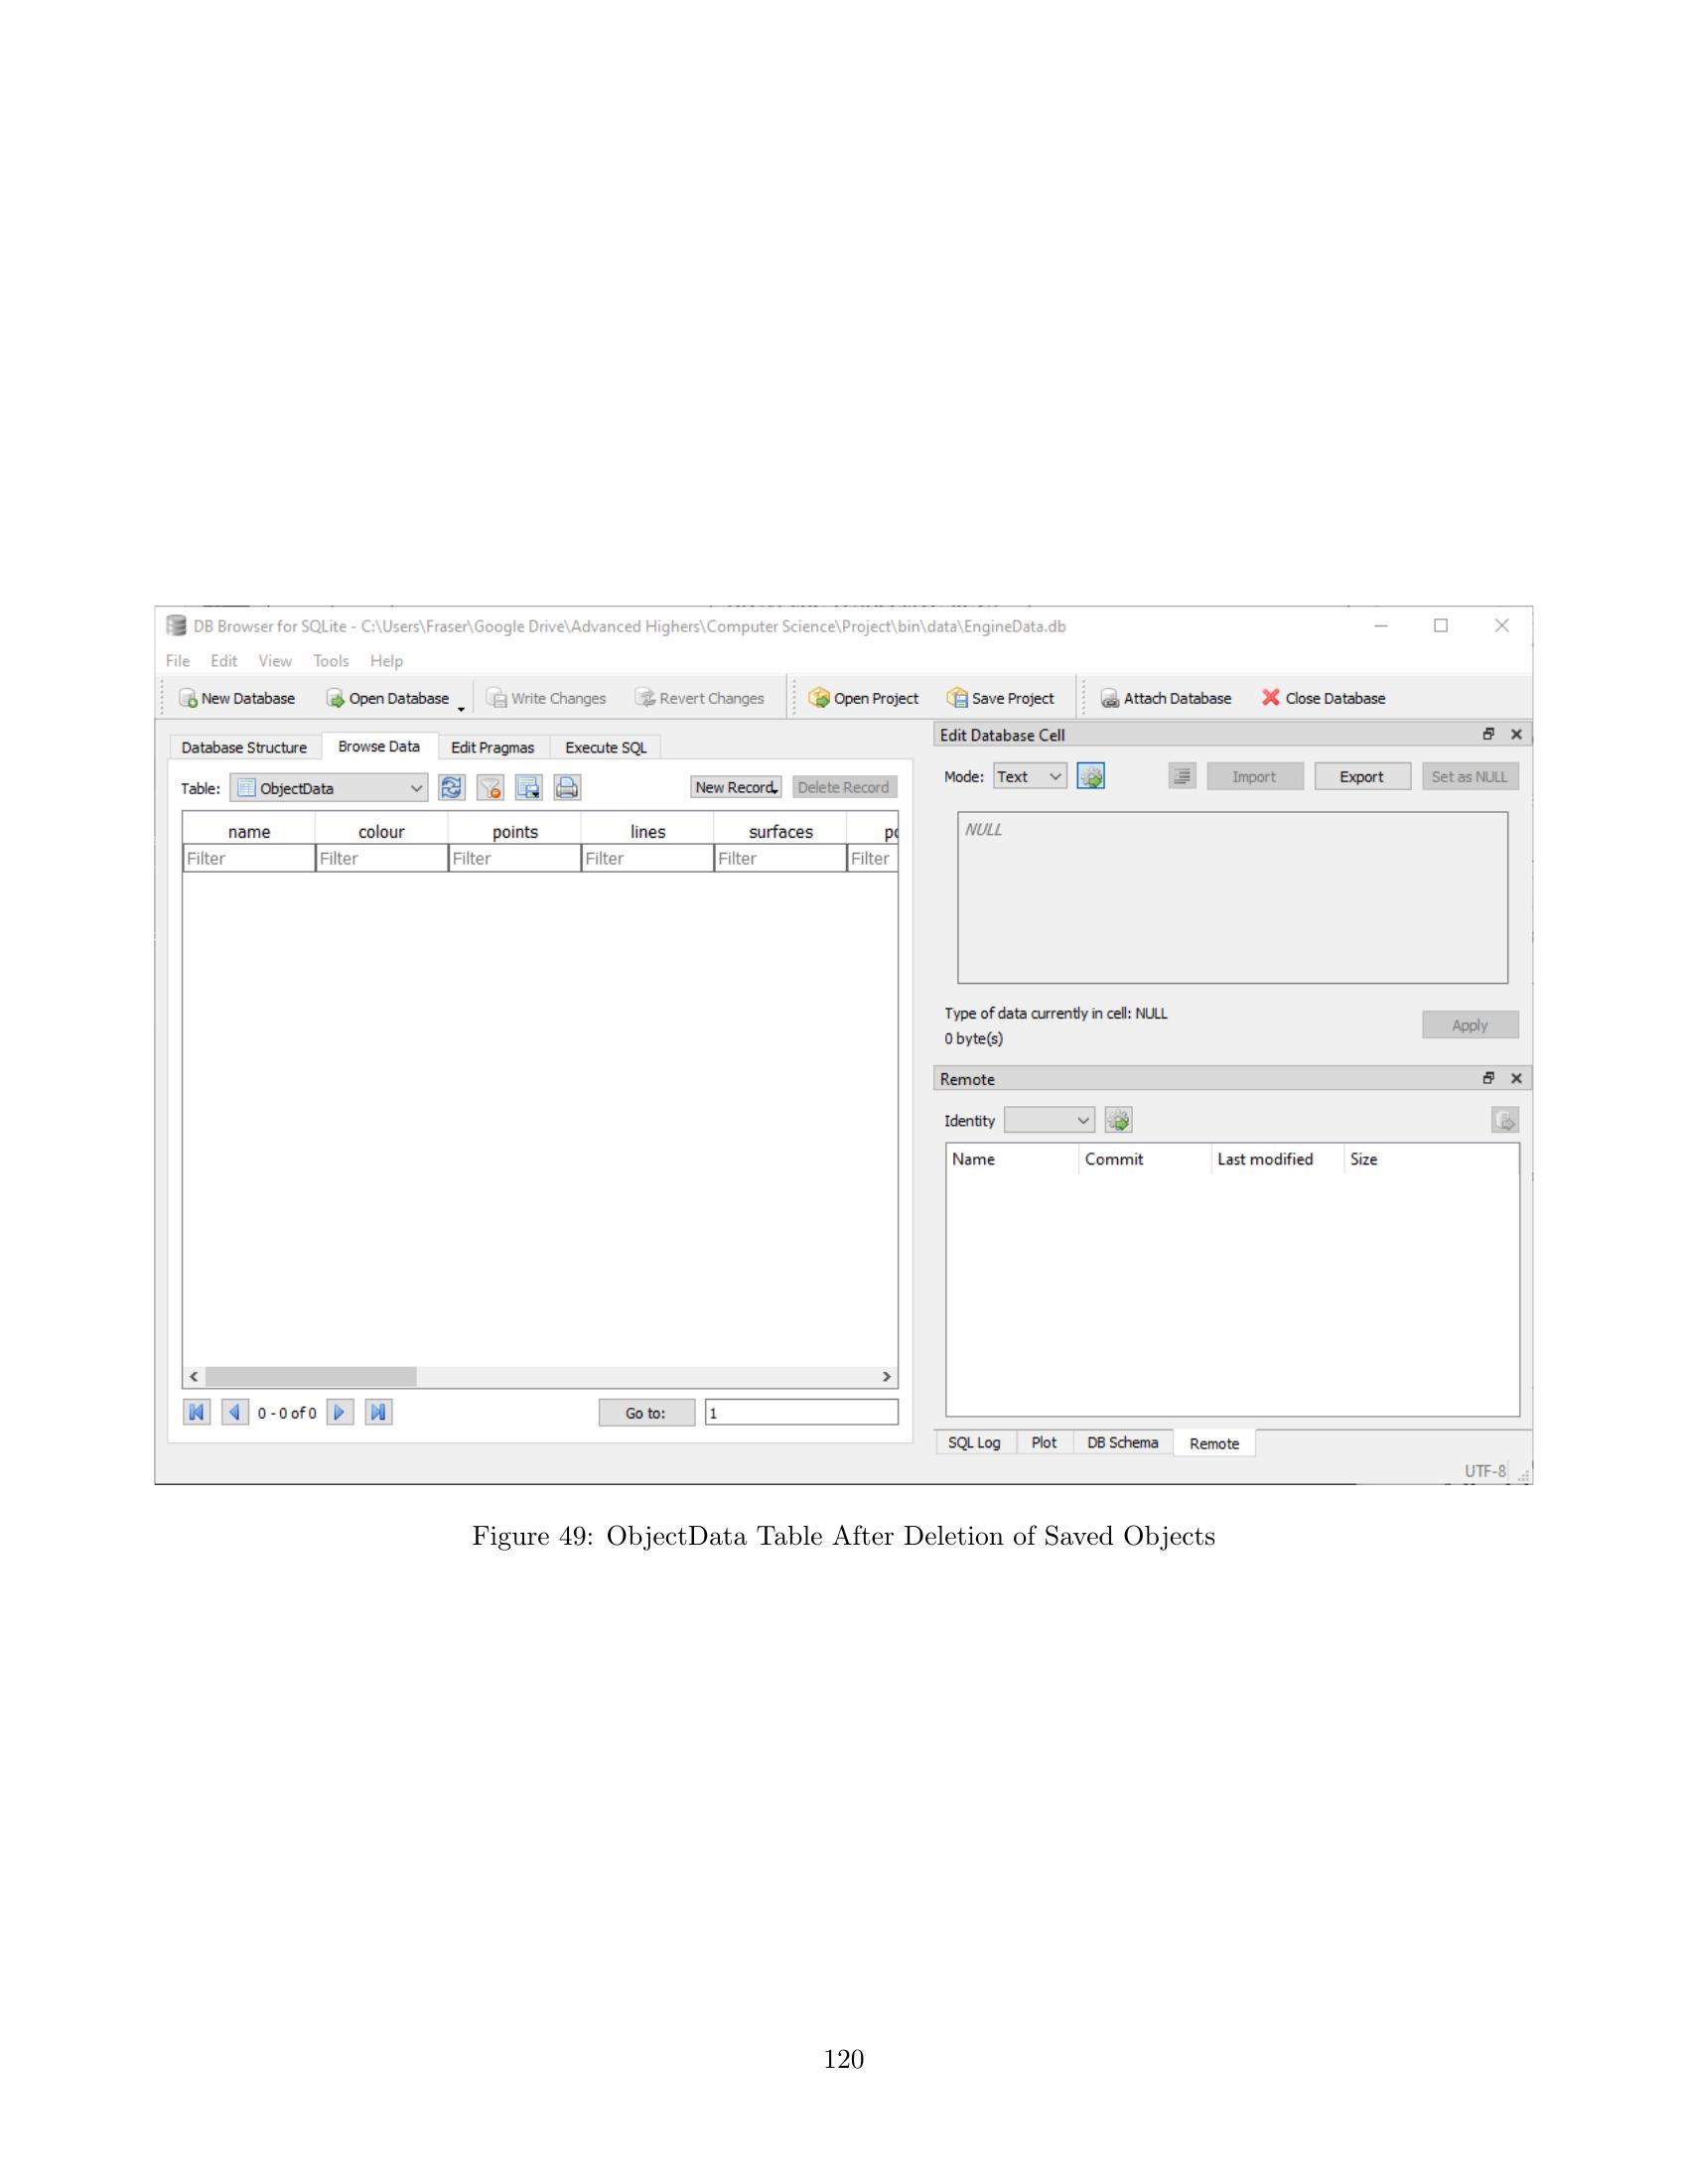 DB Browser for SQLite - C:\Users\Fraser\Google Drive\Advanced Highers\Computer Science\Project\bin\data\EngineData.db
File Edit View Tools Help
New Database Open Database Write Changes Revert Changes Open Project Save Project Attach Database Close Database
Database Structure Browse Data Edit Pragmas Execute SQL
Table: ObjectData New Record Delete Record
name colour points lines surfaces po
Filter Filter Filter Filter Filter Filter
0 - 0 of 0 Go to: 1
Edit Database Cell
Mode: Text Import Export Set as NULL
NULL
Type of data currently in cell: NULL
0 byte(s)
Apply
Remote
Identity
Name Commit Last modified Size
SQL Log Plot DB Schema Remote
UTF-8
Figure 49: ObjectData Table After Deletion of Saved Objects
120